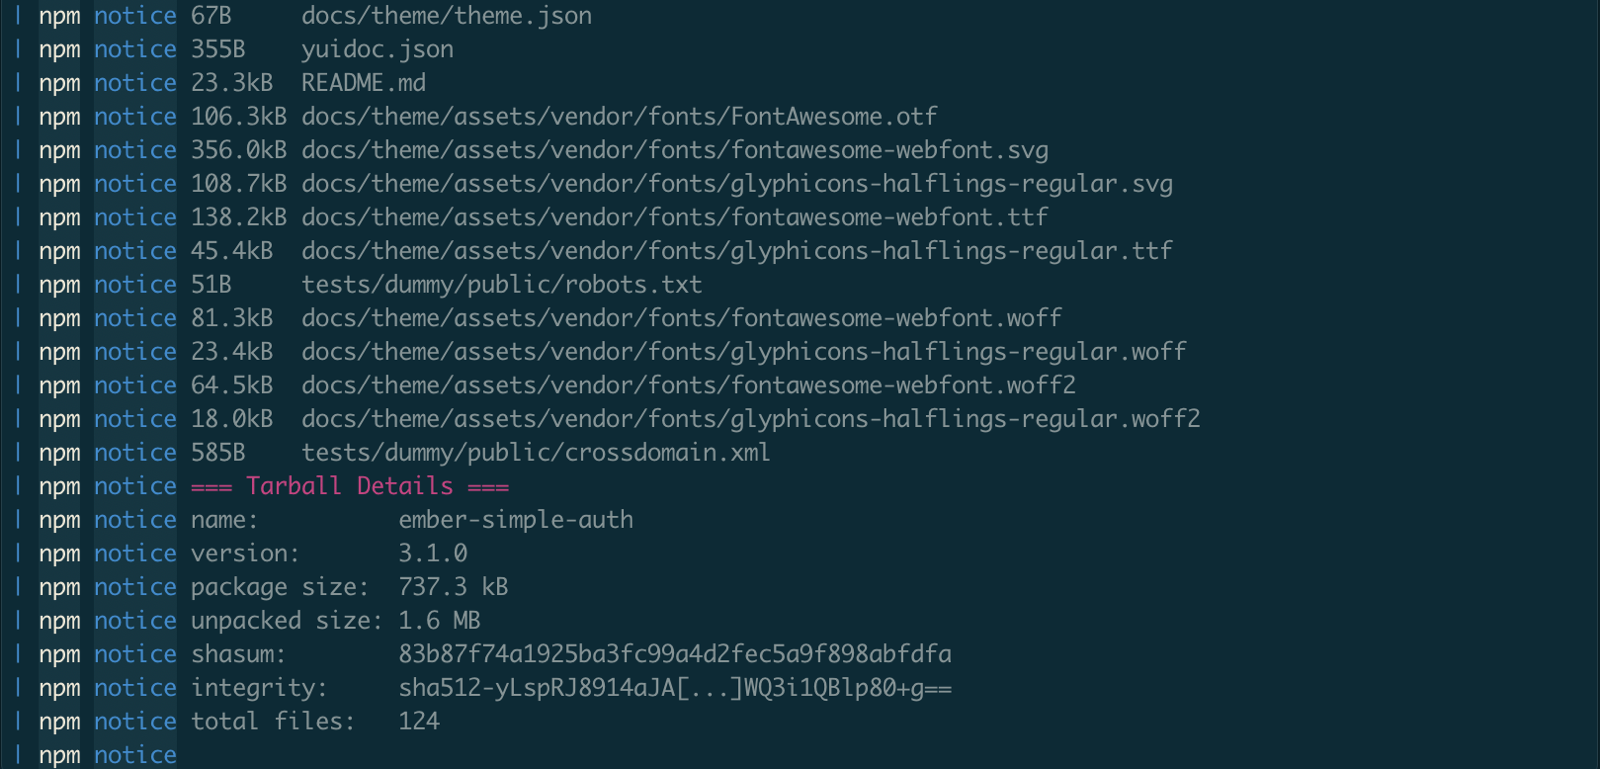 | npm notice 67B     docs/theme/theme.json
| npm notice 355B    yuidoc.json
| npm notice 23.3kB  README.md
| npm notice 106.3kB docs/theme/assets/vendor/fonts/FontAwesome.otf
| npm notice 356.0kB docs/theme/assets/vendor/fonts/fontawesome-webfont.svg
| npm notice 108.7kB docs/theme/assets/vendor/fonts/glyphicons-halflings-regular.svg
| npm notice 138.2kB docs/theme/assets/vendor/fonts/fontawesome-webfont.ttf
| npm notice 45.4kB  docs/theme/assets/vendor/fonts/glyphicons-halflings-regular.ttf
| npm notice 51B     tests/dummy/public/robots.txt
| npm notice 81.3kB  docs/theme/assets/vendor/fonts/fontawesome-webfont.woff
| npm notice 23.4kB  docs/theme/assets/vendor/fonts/glyphicons-halflings-regular.woff
| npm notice 64.5kB  docs/theme/assets/vendor/fonts/fontawesome-webfont.woff2
| npm notice 18.0kB  docs/theme/assets/vendor/fonts/glyphicons-halflings-regular.woff2
| npm notice 585B    tests/dummy/public/crossdomain.xml
| npm notice === Tarball Details ===
| npm notice name:          ember-simple-auth
| npm notice version:       3.1.0
| npm notice package size:  737.3 kB
| npm notice unpacked size: 1.6 MB
| npm notice shasum:        83b87f74a1925ba3fc99a4d2fec5a9f898abfdfa
| npm notice integrity:     sha512-yLspRJ8914aJA[...]WQ3i1QBlp80+g==
| npm notice total files:   124
| npm notice